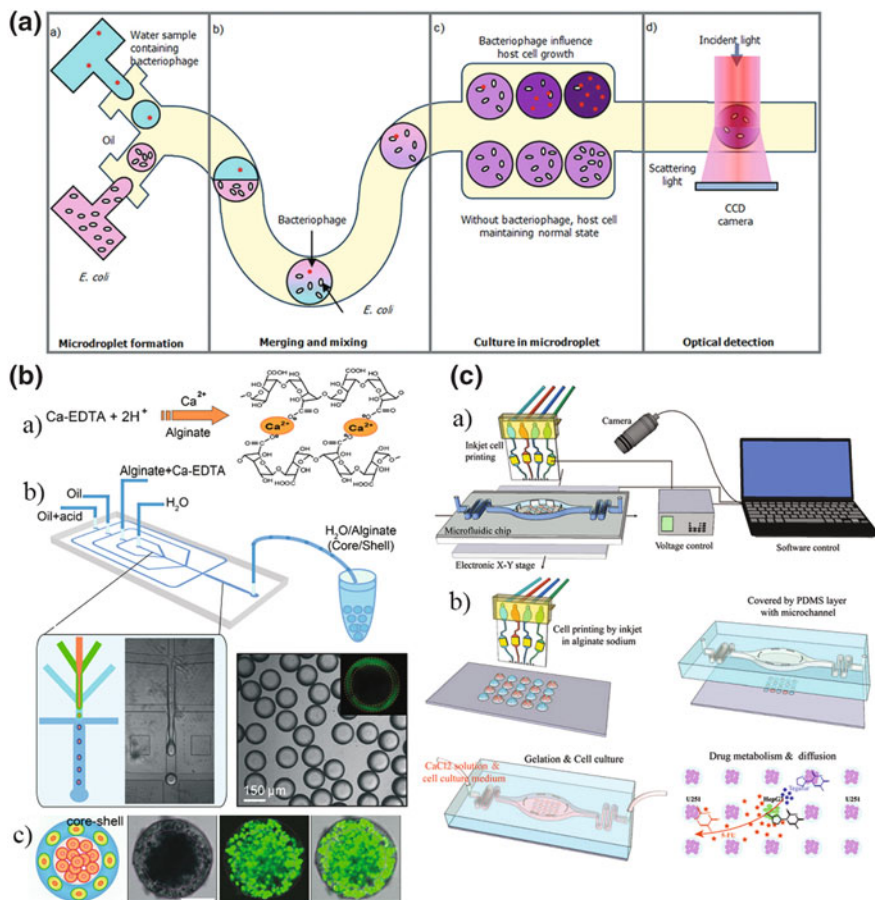 (a)
a)
Water sample
containing
bacteriophage
Oil
E. coli
Microdroplet formation
b)
Bacteriophage
E. coli
Merging and mixing
c)
Bacteriophage influence
host cell growth
Without bacteriophage, host cell
maintaining normal state
Culture in microdroplet
d)
Incident light
Scattering
light
CCD
camera
Optical detection
(b)
a)
Ca-EDTA + 2H+
Ca2+
Alginate
COOH
HOOC
Ca2+
Ca2+
b)
Alginate+Ca-EDTA
Oil
H2O
Oil+acid
H2O/Alginate
(Core/Shell)
150 μm
c)
core-shell
(c)
a)
Inkjet cell
printing
Camera
Microfluidic chip
Electronic X-Y stage
Voltage control
Software control
b)
Cell printing by inkjet
in alginate sodium
Covered by PDMS layer
with microchannel
CaCl2 solution &
cell culture medium
Gelation & Cell culture
Drug metabolism & diffusion
U251
HepG2
U251
5-FU